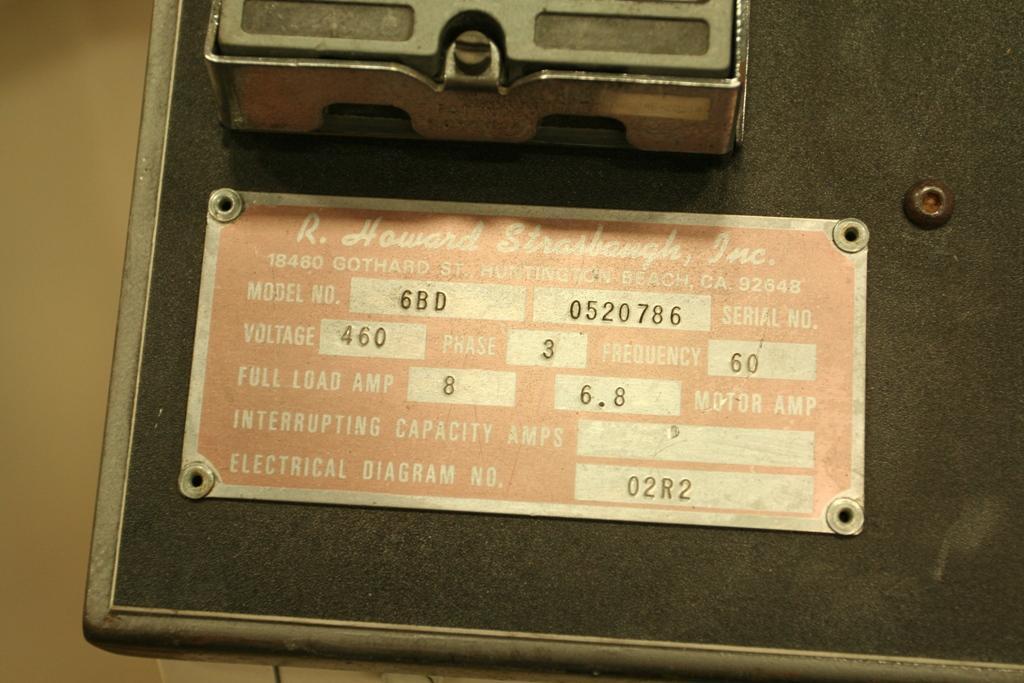 R. Howard Strasbaugh, Inc.
18460 GOTHARD ST. HUNTINGTON BEACH, CA. 92648
MODEL NO. 6BD 0520786 SERIAL NO.
VOLTAGE 460 PHASE 3 FREQUENCY 60
FULL LOAD AMP 8 6.8 MOTOR AMP
INTERRUPTING CAPACITY AMPS
ELECTRICAL DIAGRAM NO. 02R2